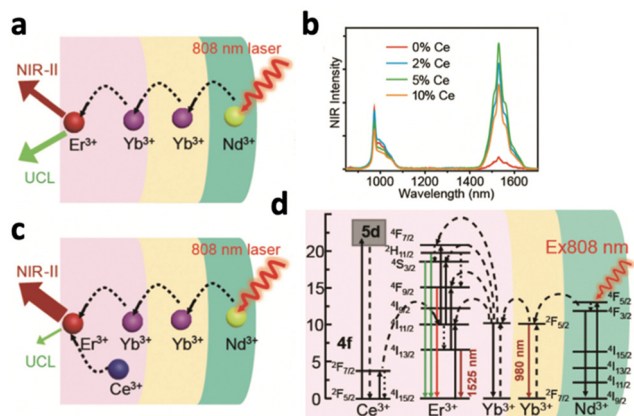 a
808 nm laser
NIR-II
Er³⁺
Yb³⁺
Yb³⁺
Nd³⁺
UCL
b
NIR Intensity
0% Ce
2% Ce
5% Ce
10% Ce
1000
1200
1400
1600
Wavelength (nm)
c
808 nm laser
NIR-II
Er³⁺
Yb³⁺
Yb³⁺
Nd³⁺
UCL
Ce³⁺
d
Ex808 nm
20
15
10
5
0
5d
4f
²F₇/₂
²F₅/₂
Ce³⁺
⁴F₇/₂
²H₁₁/₂
⁴S₃/₂
⁴F₉/₂
⁴I₉/₂
⁴I₁₁/₂
⁴I₁₃/₂
⁴I₁₅/₂
1525 nm
Er³⁺
Yb³⁺
²F₅/₂
980 nm
²F₇/₂
Yb³⁺
⁴F₅/₂
⁴F₃/₂
⁴I₁₅/₂
⁴I₁₃/₂
⁴I₁₁/₂
⁴I₉/₂
Nd³⁺